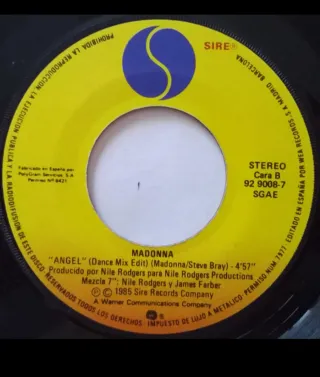 SIRE®
PROHIBIDA LA REPRODUCCION, LA EJECUCION PUBLICA Y LA RADIODIFUSION DE ESTE DISCO. RESERVADOS TODOS LOS DERECHOS. IMPUESTO DE LUJO A METALICO. PERMISO NUM 7971. EDITADO EN ESPAÑA POR WEA RECORDS, S.A. MADRID BARCELONA
Fabricado en España por
PolyGram Servicios, S.A.
STEREO
Cara B
92 9008-7
SGAE
MADONNA
"ANGEL" (Dance Mix Edit) (Madonna/Steve Bray) - 4'57"
Producido por Nile Rodgers para Nile Rodgers Productions
Mezcla 7": Nile Rodgers y James Farber
℗ © 1985 Sire Records Company
A Warner Communications Company